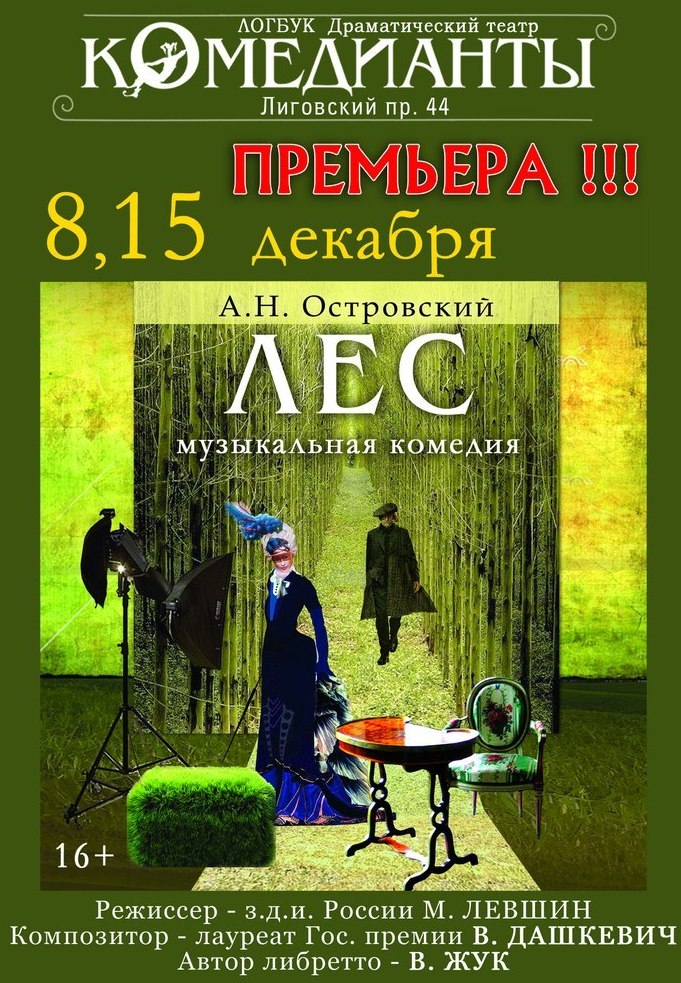 ЛОГБУК Драматический театр
КОМЕДИАНТЫ
Лиговский пр. 44
ПРЕМЬЕРА !!!
8,15 декабря
А.Н. Островский
ЛЕС
музыкальная комедия
16+
Режиссер - з.д.и. России М. ЛЕВШИН
Композитор - лауреат Гос. премии В. ДАШКЕВИЧ
Автор либретто - В. ЖУК